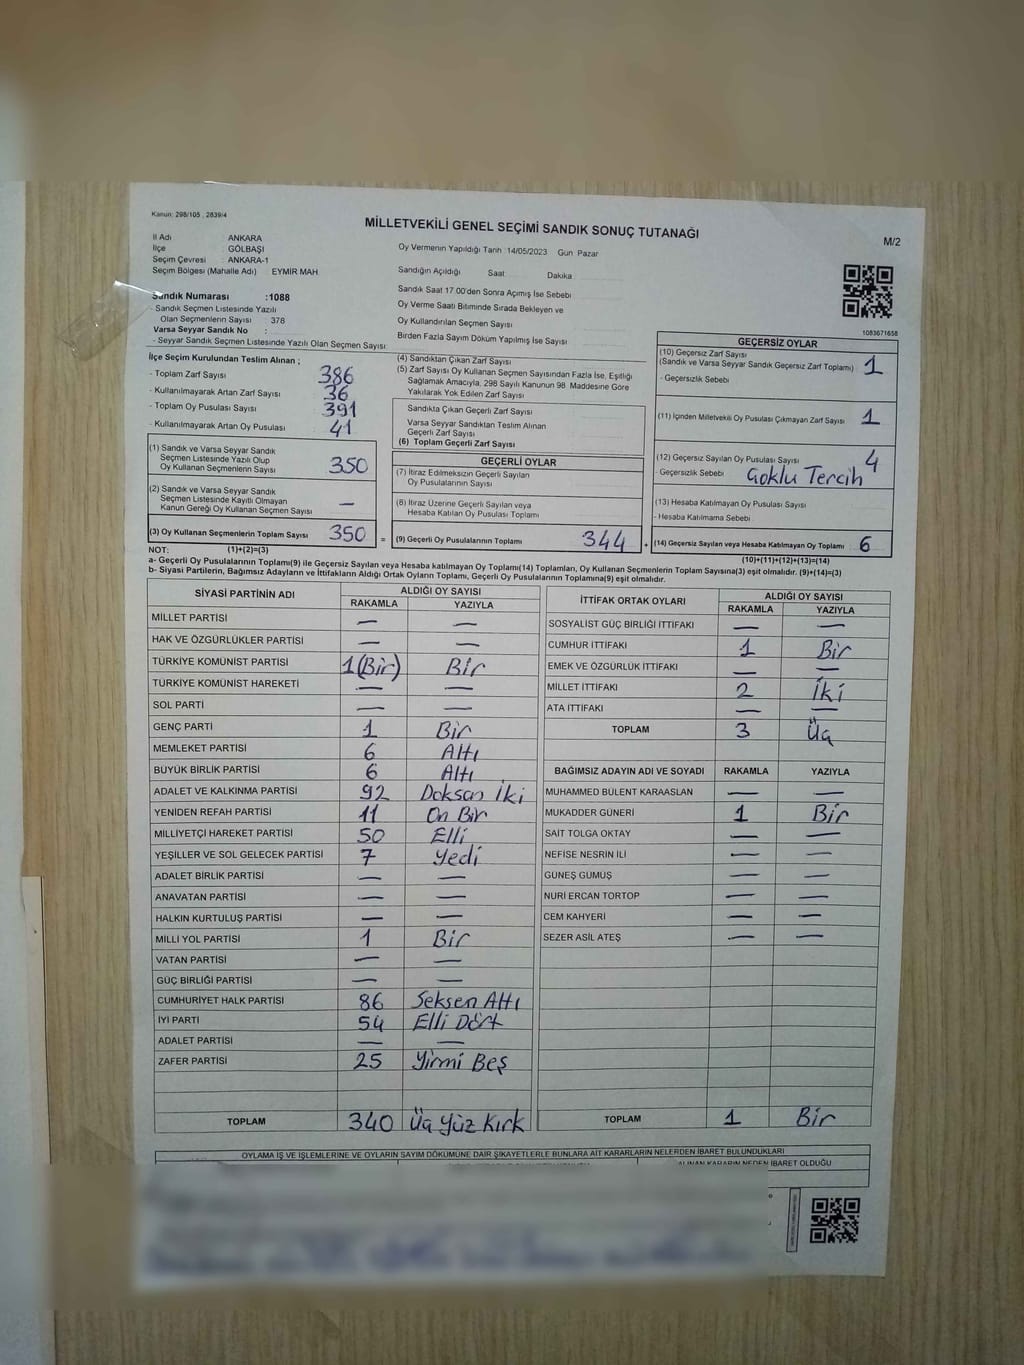 Kanun: 298/105 , 2839/4
MİLLETVEKİLİ GENEL SEÇİMİ SANDIK SONUÇ TUTANAĞI
M/2
İl Adı ANKARA
İlçe GÖLBAŞI
Seçim Çevresi : ANKARA-1
Seçim Bölgesi (Mahalle Adı) : EYMİR MAH.
Oy Vermenin Yapıldığı Tarih : 14/05/2023 Gün Pazar
Sandığın Açıldığı Saat Dakika
Sandık Saat 17.00'den Sonra Açılmış İse Sebebi
Oy Verme Saati Bitiminde Sırada Bekleyen ve
Oy Kullandırılan Seçmen Sayısı
Birden Fazla Sayım Döküm Yapılmış İse Sayısı
Sandık Numarası :1088
- Sandık Seçmen Listesinde Yazılı
Olan Seçmenlerin Sayısı : 378
Varsa Seyyar Sandık No :
- Seyyar Sandık Seçmen Listesinde Yazılı Olan Seçmen Sayısı:
1083671658
İlçe Seçim Kurulundan Teslim Alınan ;
- Toplam Zarf Sayısı 386
- Kullanılmayarak Artan Zarf Sayısı 36
- Toplam Oy Pusulası Sayısı 391
- Kullanılmayarak Artan Oy Pusulası 41
(1) Sandık ve Varsa Seyyar Sandık
Seçmen Listesinde Yazılı Olup
Oy Kullanan Seçmenlerin Sayısı 350
(2) Sandık ve Varsa Seyyar Sandık
Seçmen Listesinde Kayıtlı Olmayan
Kanun Gereği Oy Kullanan Seçmen Sayısı —
(3) Oy Kullanan Seçmenlerin Toplam Sayısı 350 =
(4) Sandıktan Çıkan Zarf Sayısı
(5) Zarf Sayısı Oy Kullanan Seçmen Sayısından Fazla İse, Eşitliği
Sağlamak Amacıyla, 298 Sayılı Kanunun 98. Maddesine Göre
Yakılarak Yok Edilen Zarf Sayısı
Sandıkta Çıkan Geçerli Zarf Sayısı
Varsa Seyyar Sandıktan Teslim Alınan
Geçerli Zarf Sayısı
(6) Toplam Geçerli Zarf Sayısı
GEÇERLİ OYLAR
(7) İtiraz Edilmeksizin Geçerli Sayılan
Oy Pusulalarının Sayısı
(8) İtiraz Üzerine Geçerli Sayılan veya
Hesaba Katılan Oy Pusulası Toplamı
(9) Geçerli Oy Pusulalarının Toplamı 344 +
GEÇERSİZ OYLAR
(10) Geçersiz Zarf Sayısı
(Sandık ve Varsa Seyyar Sandık Geçersiz Zarf Toplamı) 1
- Geçersizlik Sebebi
(11) İçinden Milletvekili Oy Pusulası Çıkmayan Zarf Sayısı 1
(12) Geçersiz Sayılan Oy Pusulası Sayısı 4
- Geçersizlik Sebebi Çoklu Tercih
(13) Hesaba Katılmayan Oy Pusulası Sayısı
- Hesaba Katılmama Sebebi
(14) Geçersiz Sayılan veya Hesaba Katılmayan Oy Toplamı 6
NOT: (1)+(2)=(3) (10)+(11)+(12)+(13)=(14)
a- Geçerli Oy Pusulalarının Toplamı(9) ile Geçersiz Sayılan veya Hesaba katılmayan Oy Toplamı(14) Toplamları, Oy Kullanan Seçmenlerin Toplam Sayısına(3) eşit olmalıdır. (9)+(14)=(3)
b- Siyasi Partilerin, Bağımsız Adayların ve İttifakların Aldığı Ortak Oyların Toplamı, Geçerli Oy Pusulalarının Toplamına(9) eşit olmalıdır.
SİYASİ PARTİNİN ADI ALDIĞI OY SAYISI
RAKAMLA YAZIYLA
MİLLET PARTİSİ — —
HAK VE ÖZGÜRLÜKLER PARTİSİ — —
TÜRKİYE KOMÜNİST PARTİSİ 1 (Bir) Bir
TÜRKİYE KOMÜNİST HAREKETİ — —
SOL PARTİ — —
GENÇ PARTİ 1 Bir
MEMLEKET PARTİSİ 6 Altı
BÜYÜK BİRLİK PARTİSİ 6 Altı
ADALET VE KALKINMA PARTİSİ 92 Doksan İki
YENİDEN REFAH PARTİSİ 11 On Bir
MİLLİYETÇİ HAREKET PARTİSİ 50 Elli
YEŞİLLER VE SOL GELECEK PARTİSİ 7 Yedi
ADALET BİRLİK PARTİSİ — —
ANAVATAN PARTİSİ — —
HALKIN KURTULUŞ PARTİSİ — —
MİLLİ YOL PARTİSİ 1 Bir
VATAN PARTİSİ — —
GÜÇ BİRLİĞİ PARTİSİ — —
CUMHURİYET HALK PARTİSİ 86 Seksen Altı
İYİ PARTİ 54 Elli Dört
ADALET PARTİSİ — —
ZAFER PARTİSİ 25 Yirmi Beş
TOPLAM 340 Üç Yüz Kırk
İTTİFAK ORTAK OYLARI ALDIĞI OY SAYISI
RAKAMLA YAZIYLA
SOSYALİST GÜÇ BİRLİĞİ İTTİFAKI — —
CUMHUR İTTİFAKI 1 Bir
EMEK VE ÖZGÜRLÜK İTTİFAKI — —
MİLLET İTTİFAKI 2 İki
ATA İTTİFAKI — —
TOPLAM 3 Üç
BAĞIMSIZ ADAYIN ADI VE SOYADI RAKAMLA YAZIYLA
MUHAMMED BÜLENT KARAASLAN — —
MUKADDER GÜNERİ 1 Bir
SAİT TOLGA OKTAY — —
NEFİSE NESRİN İLİ — —
GÜNEŞ GÜMÜŞ — —
NURİ ERCAN TORTOP — —
CEM KAHYERİ — —
SEZER ASİL ATEŞ — —
TOPLAM 1 Bir
OYLAMA İŞ VE İŞLEMLERİNE VE OYLARIN SAYIM DÖKÜMÜNE DAİR ŞİKAYETLERLE BUNLARA AİT KARARLARIN NELERDEN İBARET BULUNDUKLARI
ALINAN KARARIN NEDEN İBARET OLDUĞU